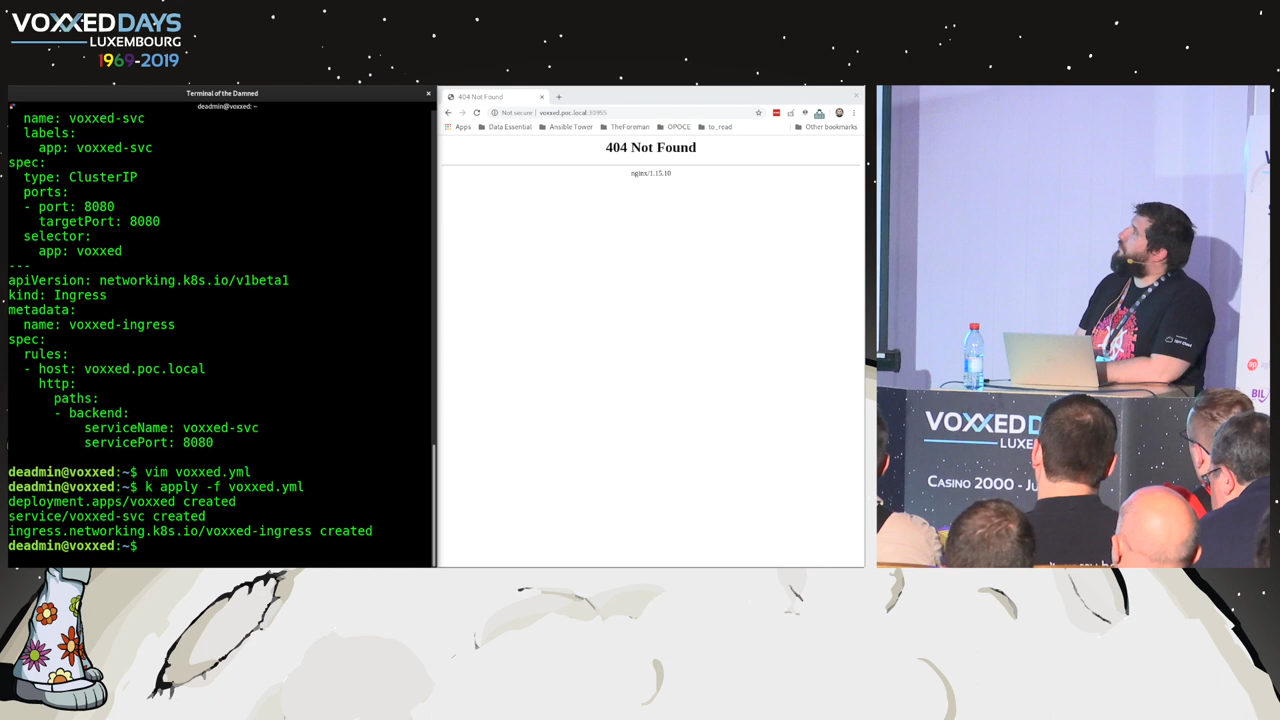 VOXXEDDAYS
LUXEMBOURG
1969-2019
Terminal of the Damned
deadmin@voxxed: ~
name: voxxed-svc
labels:
app: voxxed-svc
spec:
type: ClusterIP
ports:
- port: 8080
targetPort: 8080
selector:
app: voxxed
---
apiVersion: networking.k8s.io/v1beta1
kind: Ingress
metadata:
name: voxxed-ingress
spec:
rules:
- host: voxxed.poc.local
http:
paths:
- backend:
serviceName: voxxed-svc
servicePort: 8080
deadmin@voxxed:~$ vim voxxed.yml
deadmin@voxxed:~$ k apply -f voxxed.yml
deployment.apps/voxxed created
service/voxxed-svc created
ingress.networking.k8s.io/voxxed-ingress created
deadmin@voxxed:~$
404 Not Found
Not secure | voxxed.poc.local:30955
Apps Data Essential Ansible Tower TheForeman OPOCE to_read Other bookmarks
404 Not Found
nginx/1.15.10
VOXXED D
LUXE
CASINO 2000 - Ju
BIL